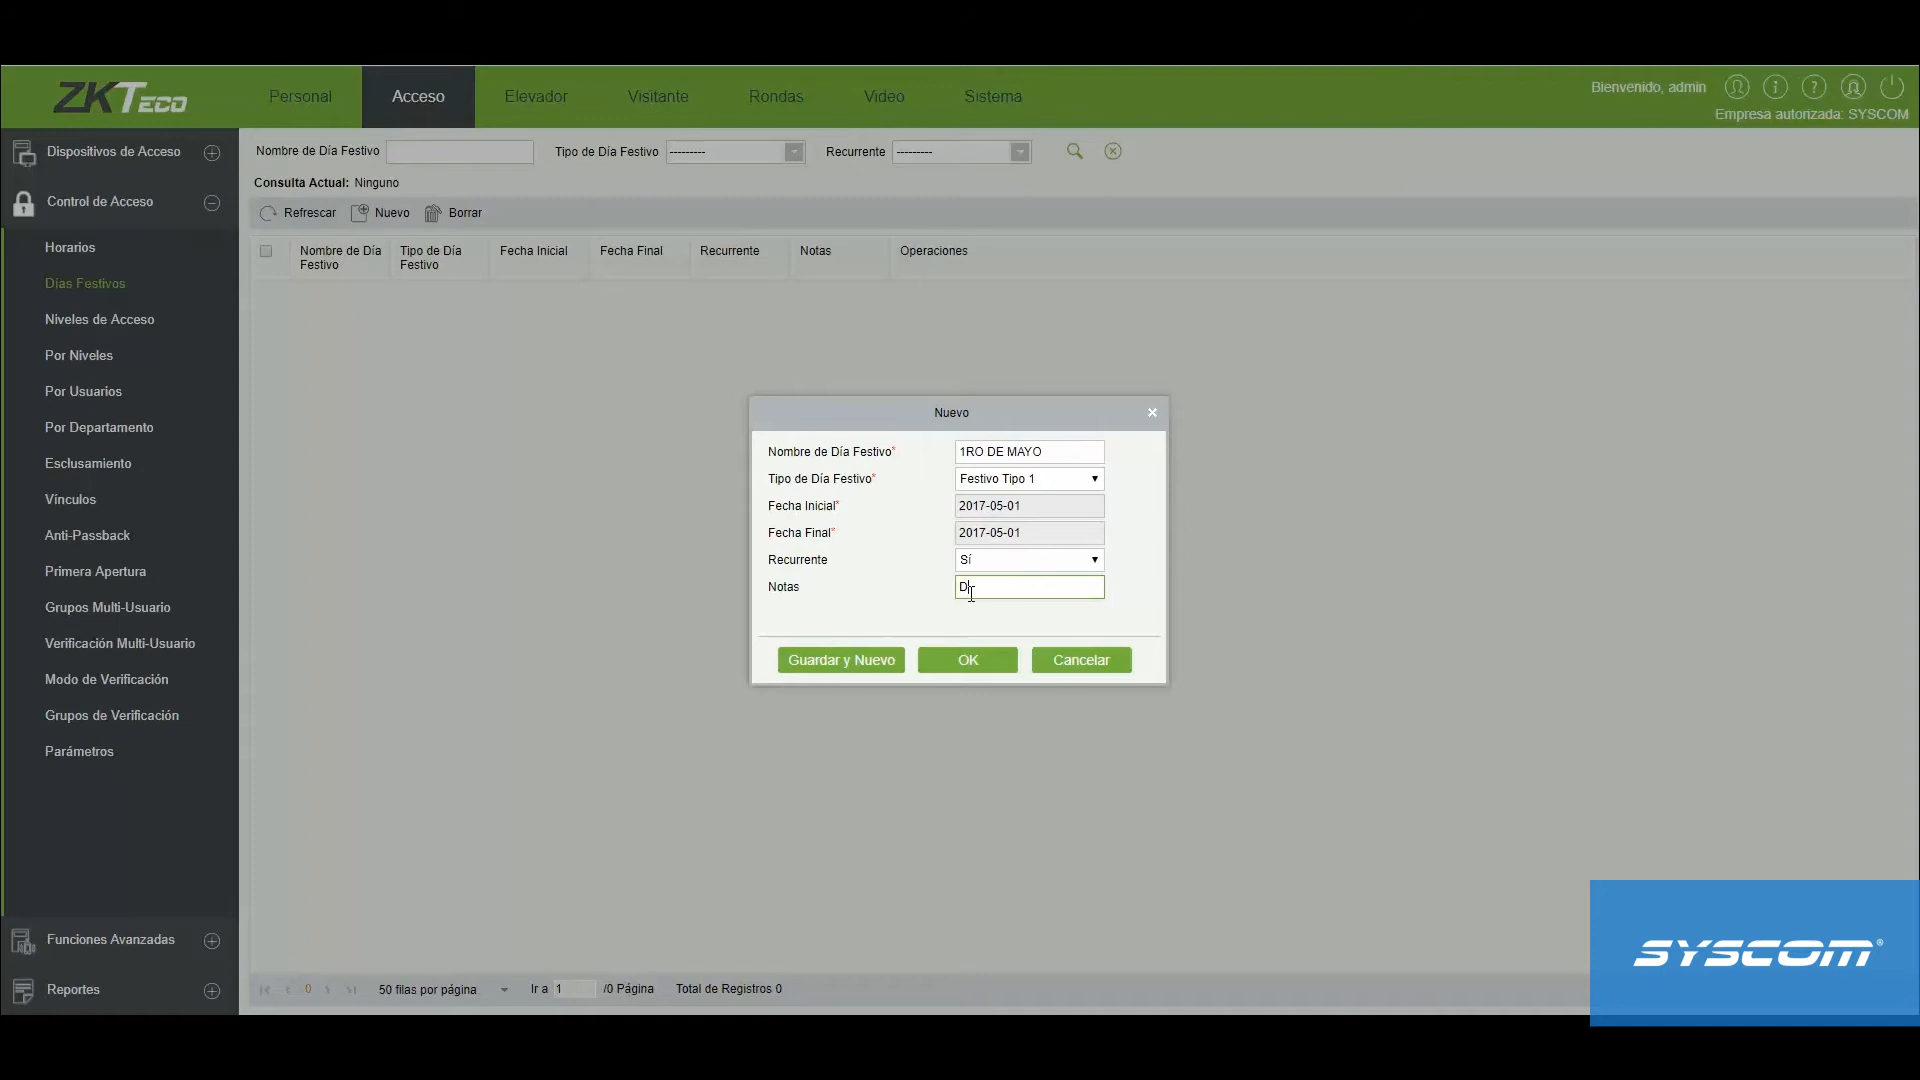 ZKTECO
Personal
Acceso
Elevador
Visitante
Rondas
Video
Sistema
Bienvenido, admin
Empresa autorizada: SYSCOM
Dispositivos de Acceso
Control de Acceso
Horarios
Días Festivos
Niveles de Acceso
Por Niveles
Por Usuarios
Por Departamento
Esclusamiento
Vínculos
Anti-Passback
Primera Apertura
Grupos Multi-Usuario
Verificación Multi-Usuario
Modo de Verificación
Grupos de Verificación
Parámetros
Funciones Avanzadas
Reportes
Nombre de Día Festivo
Tipo de Día Festivo ---------
Recurrente ---------
Consulta Actual: Ninguno
Refrescar Nuevo Borrar
Nombre de Día Festivo
Tipo de Día Festivo
Fecha Inicial
Fecha Final
Recurrente
Notas
Operaciones
Nuevo
Nombre de Día Festivo* 1RO DE MAYO
Tipo de Día Festivo* Festivo Tipo 1
Fecha Inicial* 2017-05-01
Fecha Final* 2017-05-01
Recurrente Sí
Notas D
Guardar y Nuevo OK Cancelar
0 50 filas por página Ir a 1 /0 Página Total de Registros 0
SYSCOM®